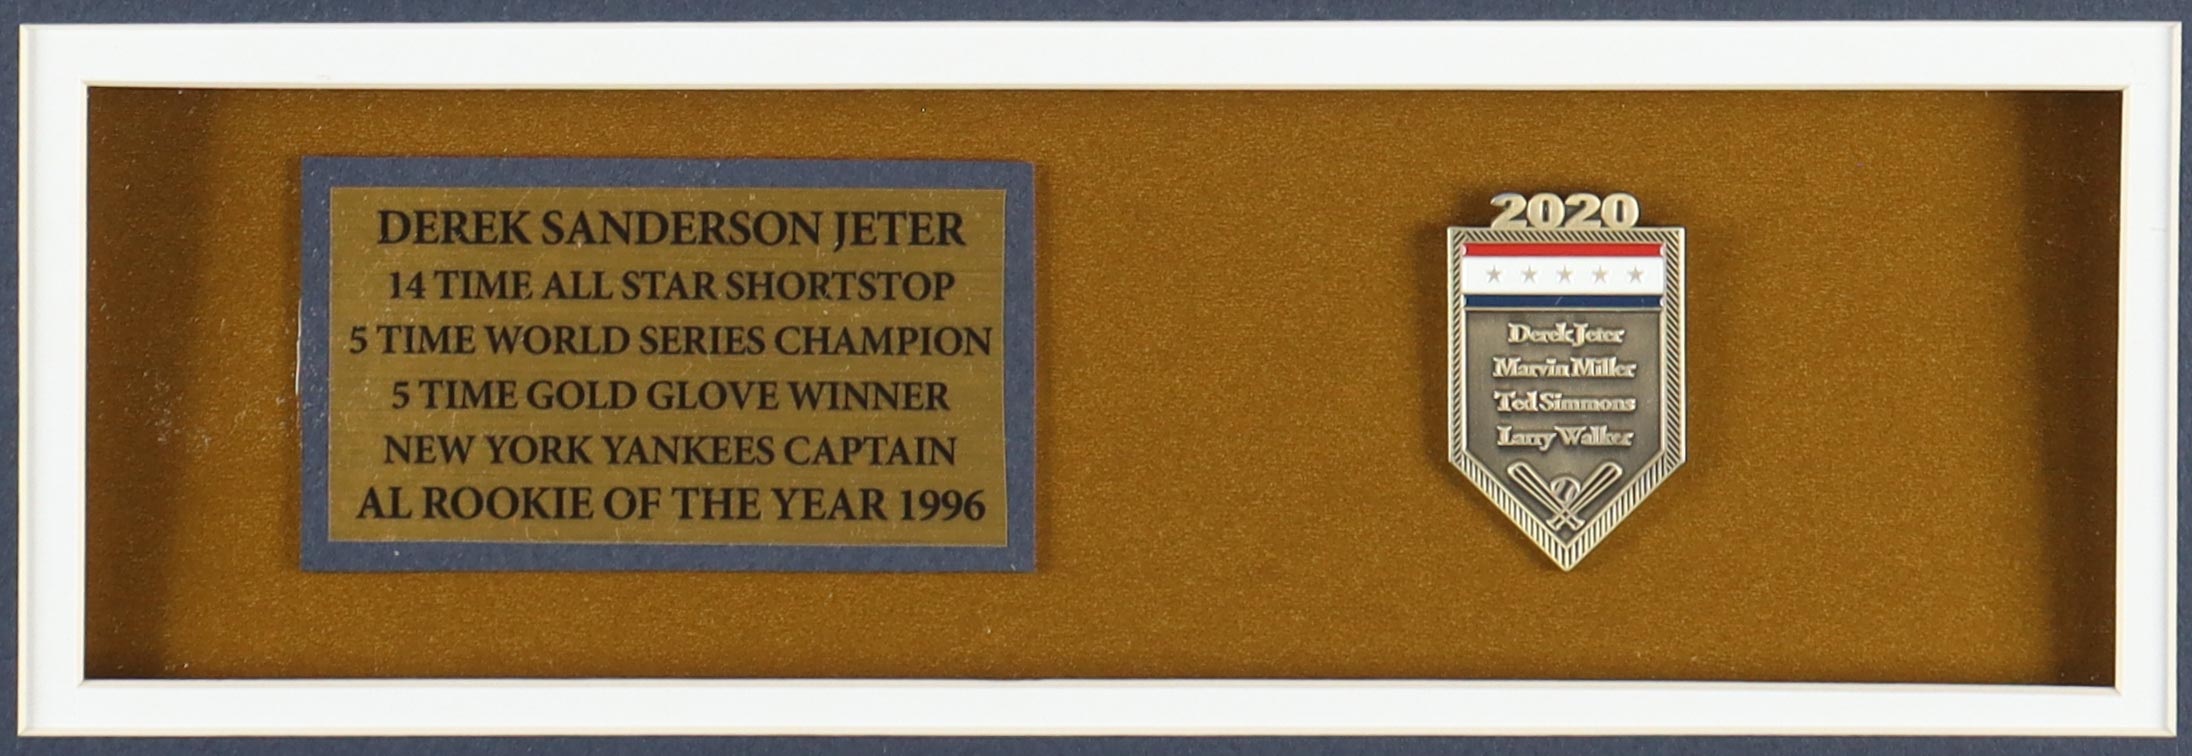 DEREK SANDERSON JETER
14 TIME ALL STAR SHORTSTOP
5 TIME WORLD SERIES CHAMPION
5 TIME GOLD GLOVE WINNER
NEW YORK YANKEES CAPTAIN
AL ROOKIE OF THE YEAR 1996
2020
Derek Jeter
Marvin Miller
Ted Simmons
Larry Walker